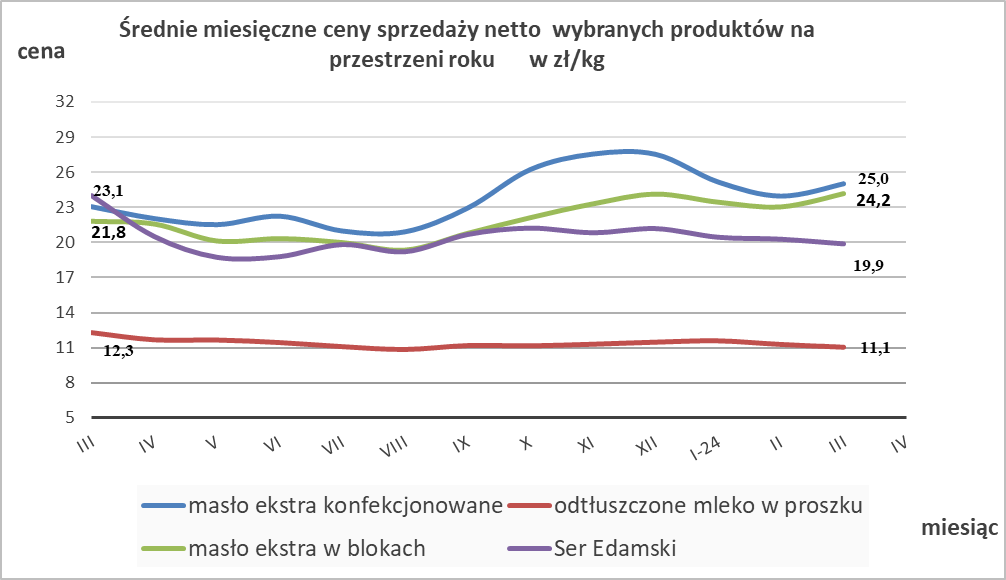 Średnie miesięczne ceny sprzedaży netto wybranych produktów na
przestrzeni roku w zł/kg
cena
32
29
26
23
20
17
14
11
8
5
23,1
21,8
12,3
25,0
24,2
19,9
11,1
III IV V VI VII VIII IX X XI XII I-24 II III IV
masło ekstra konfekcjonowane odtłuszczone mleko w proszku
masło ekstra w blokach Ser Edamski
miesiąc